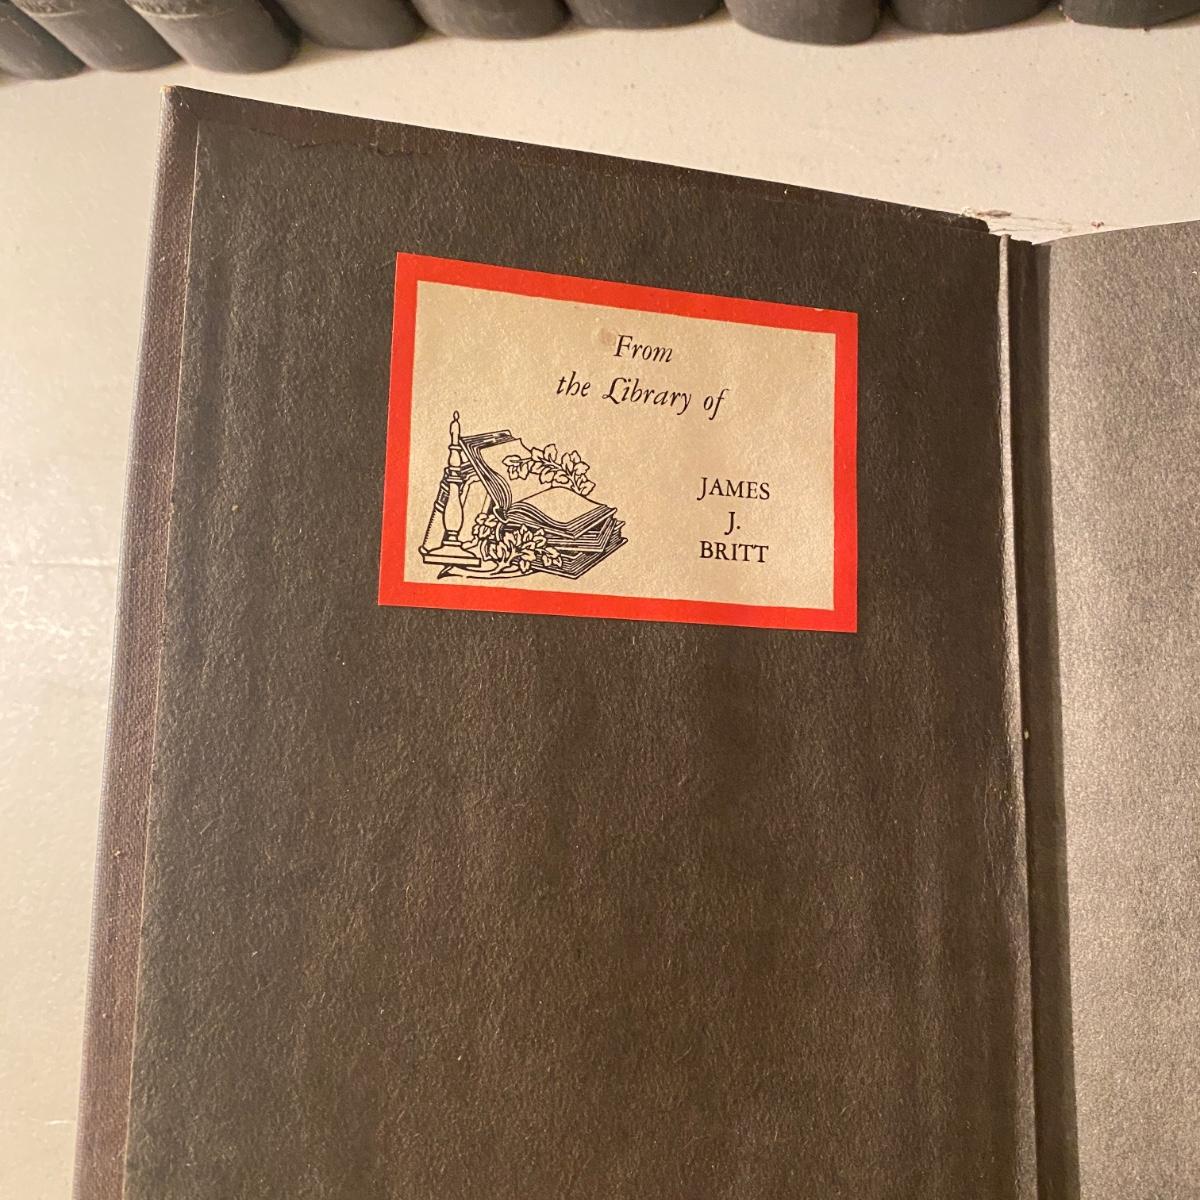 From
the Library of
JAMES
J.
BRITT